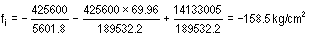 fᵢ = − 425600/5601.8 − 425600 × 69.96/189532.2 + 14133005/189532.2 = −158.5 kg/cm²